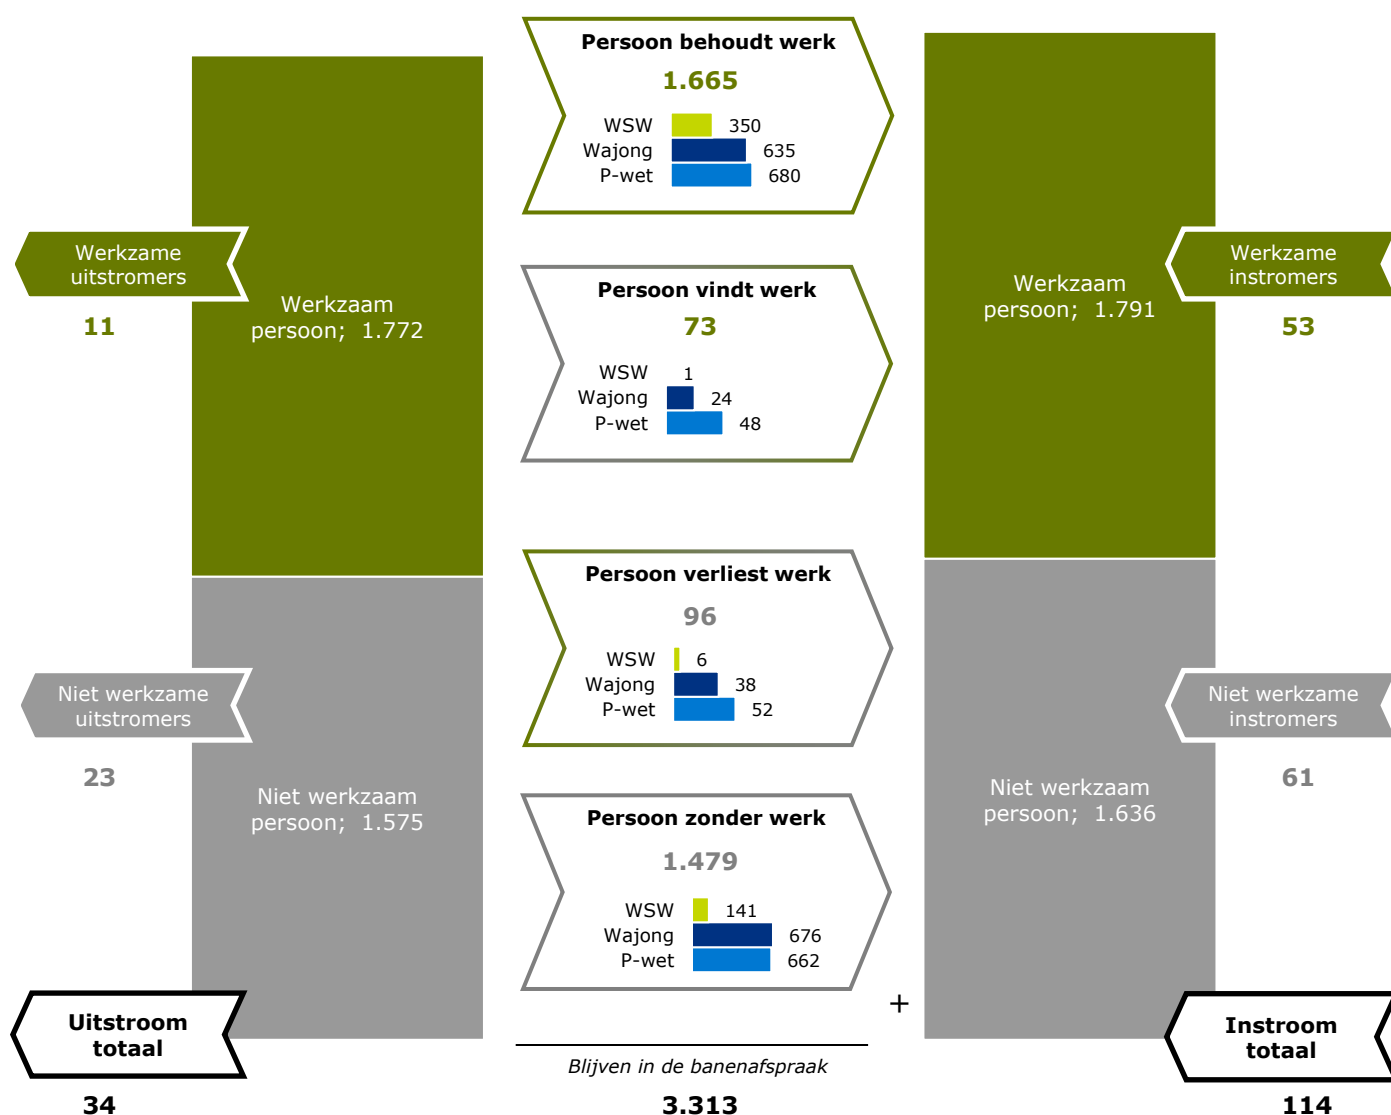 Werkzaam
persoon; 1.772
Niet werkzaam
persoon; 1.575
Werkzame
uitstromers
11
Niet werkzame
uitstromers
23
Uitstroom
totaal
34
Persoon behoudt werk
1.665
WSW 350
Wajong 635
P-wet 680
Persoon vindt werk
73
WSW 1
Wajong 24
P-wet 48
Persoon verliest werk
96
WSW 6
Wajong 38
P-wet 52
Persoon zonder werk
1.479
WSW 141
Wajong 676
P-wet 662
+
Blijven in de banenafspraak
3.313
Werkzaam
persoon; 1.791
Niet werkzaam
persoon; 1.636
Werkzame
instromers
53
Niet werkzame
instromers
61
Instroom
totaal
114